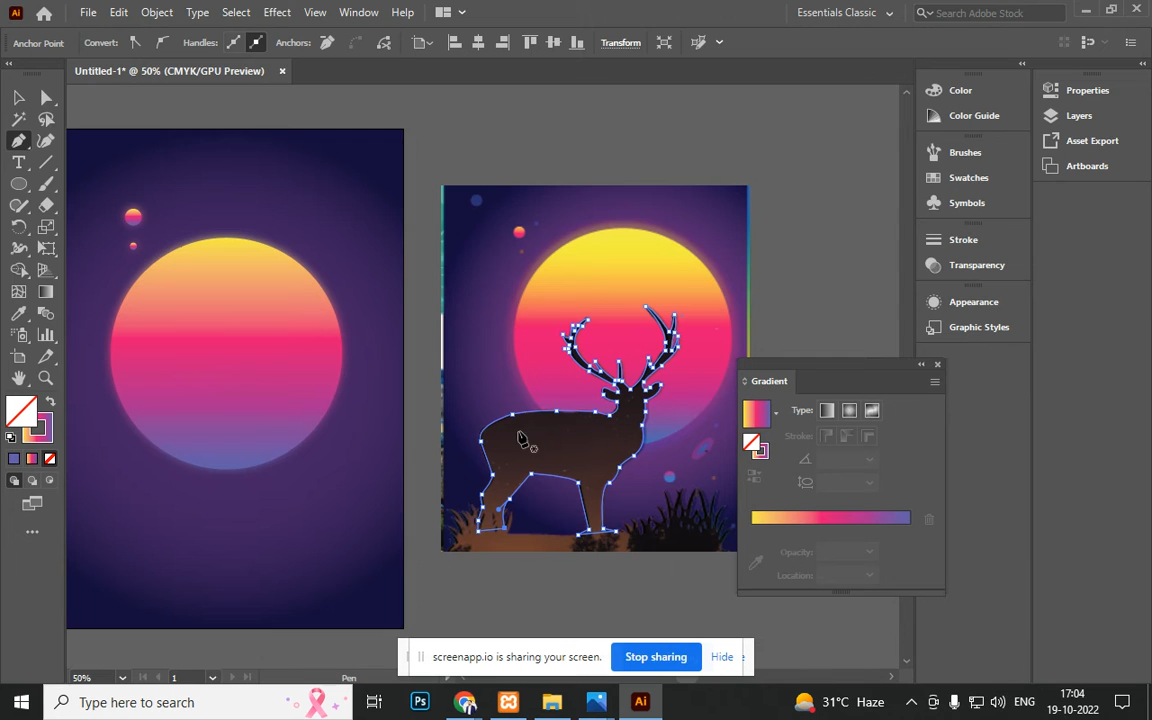 Ai File Edit Object Type Select Effect View Window Help Essentials Classic Search Adobe Stock
Anchor Point Convert: Handles: Anchors: Transform
Untitled-1* @ 50% (CMYK/GPU Preview)
Color
Color Guide
Brushes
Swatches
Symbols
Stroke
Transparency
Appearance
Graphic Styles
Properties
Layers
Asset Export
Artboards
Gradient
Type:
Stroke:
Opacity:
Location:
screenapp.io is sharing your screen. Stop sharing Hide
50% 1 Pen
Type here to search Ps Ai 31°C Haze ENG 17:04
19-10-2022